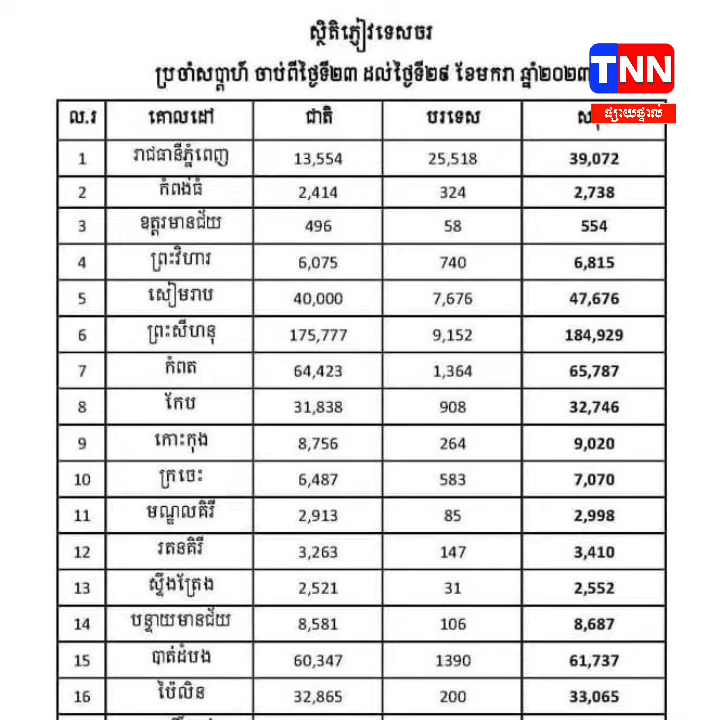 ស្ថិតិភ្ញៀវទេសចរ
ប្រចាំសប្តាហ៍ ចាប់ពីថ្ងៃទី២៣ ដល់ថ្ងៃទី២៩ ខែមករា ឆ្នាំ២០២៣
TNN
ផ្សាយផ្ទាល់
ល.រ គោលដៅ ជាតិ បរទេស
1 រាជធានីភ្នំពេញ 13,554 25,518 39,072
2 កំពង់ធំ 2,414 324 2,738
3 ឧត្តរមានជ័យ 496 58 554
4 ព្រះវិហារ 6,075 740 6,815
5 សៀមរាប 40,000 7,676 47,676
6 ព្រះសីហនុ 175,777 9,152 184,929
7 កំពត 64,423 1,364 65,787
8 កែប 31,838 908 32,746
9 កោះកុង 8,756 264 9,020
10 ក្រចេះ 6,487 583 7,070
11 មណ្ឌលគិរី 2,913 85 2,998
12 រតនគិរី 3,263 147 3,410
13 ស្ទឹងត្រែង 2,521 31 2,552
14 បន្ទាយមានជ័យ 8,581 106 8,687
15 បាត់ដំបង 60,347 1390 61,737
16 ប៉ៃលិន 32,865 200 33,065